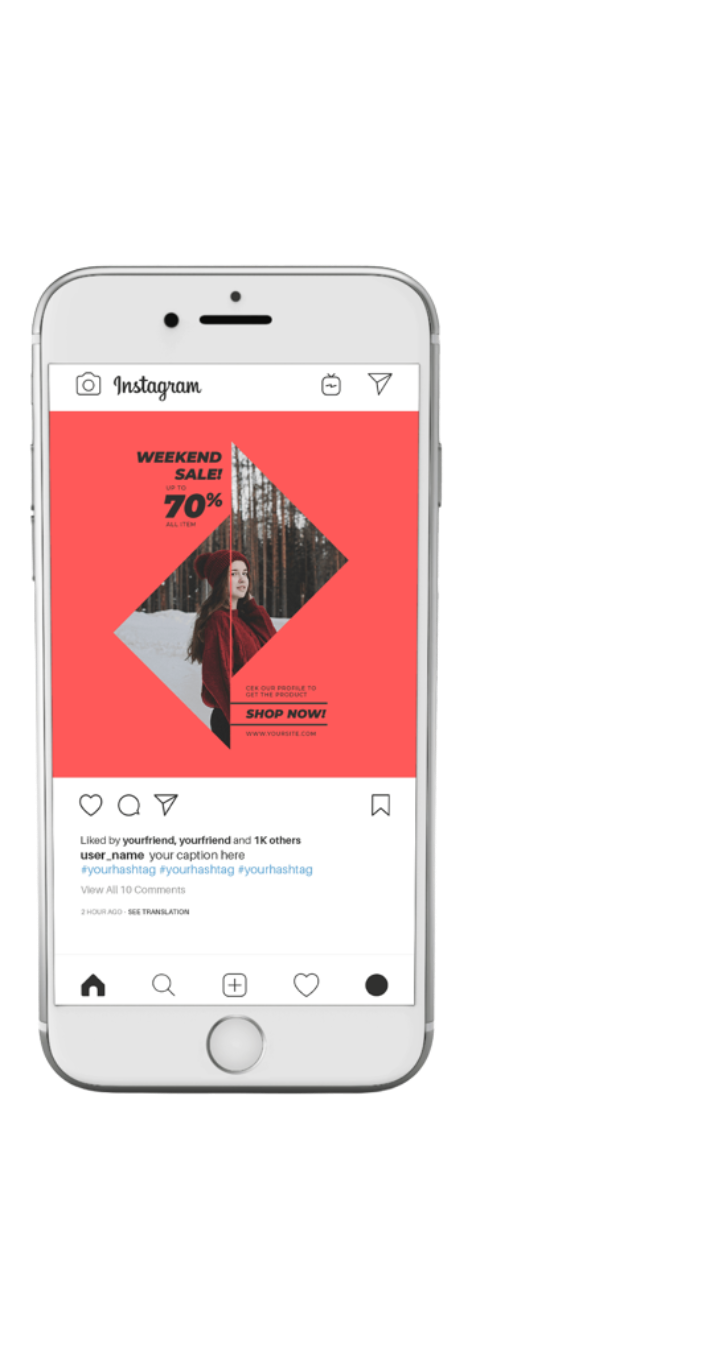 Instagram
WEEKEND
SALE!
UP TO
70%
ALL ITEM
CEK OUR PROFILE TO
GET THE PRODUCT
SHOP NOW!
WWW.YOURSITE.COM
Liked by yourfriend, yourfriend and 1K others
user_name your caption here
#yourhashtag #yourhashtag #yourhashtag
View All 10 Comments
2 HOUR AGO · SEE TRANSLATION